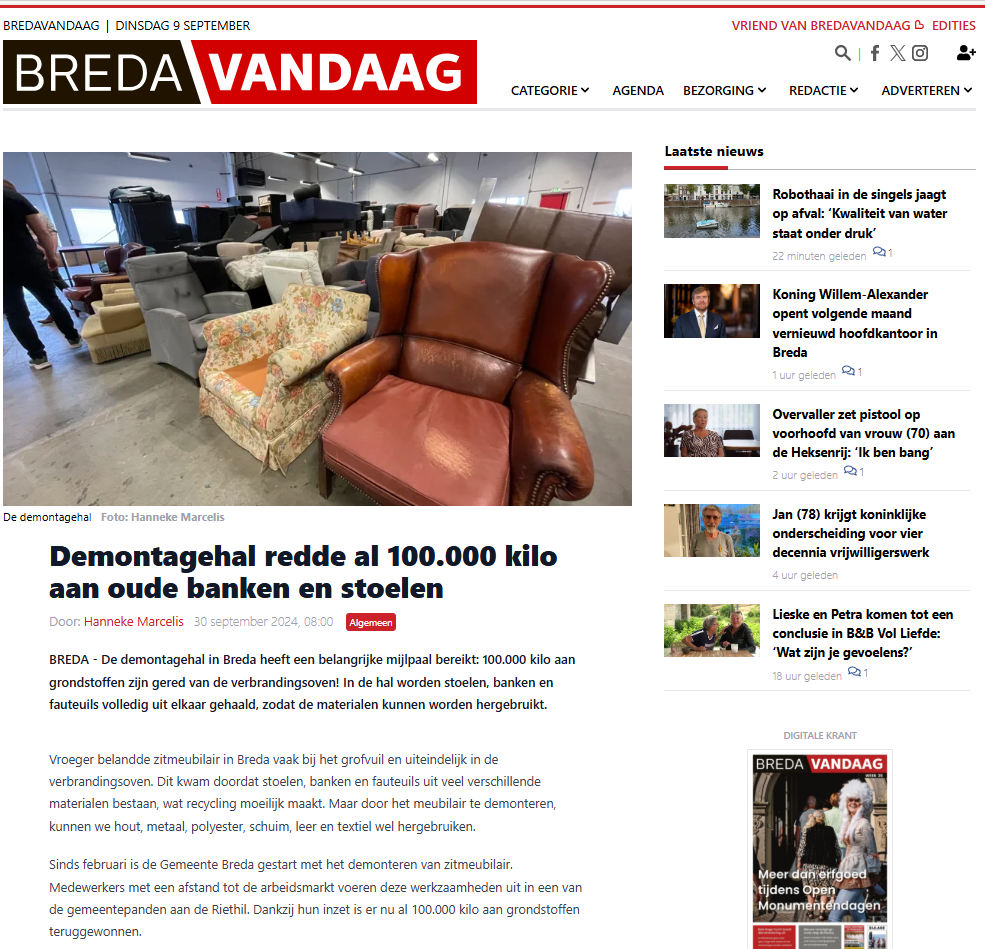 BREDAVANDAAG | DINSDAG 9 SEPTEMBER
VRIEND VAN BREDAVANDAAG EDITIES
BREDA VANDAAG
CATEGORIE AGENDA BEZORGING REDACTIE ADVERTEREN
De demontagehal Foto: Hanneke Marcelis
Demontagehal redde al 100.000 kilo
aan oude banken en stoelen
Door: Hanneke Marcelis 30 september 2024, 08:00 Algemeen
BREDA - De demontagehal in Breda heeft een belangrijke mijlpaal bereikt: 100.000 kilo aan
grondstoffen zijn gered van de verbrandingsoven! In de hal worden stoelen, banken en
fauteuils volledig uit elkaar gehaald, zodat de materialen kunnen worden hergebruikt.
Vroeger belandde zitmeubilair in Breda vaak bij het grofvuil en uiteindelijk in de
verbrandingsoven. Dit kwam doordat stoelen, banken en fauteuils uit veel verschillende
materialen bestaan, wat recycling moeilijk maakt. Maar door het meubilair te demonteren,
kunnen we hout, metaal, polyester, schuim, leer en textiel wel hergebruiken.
Sinds februari is de Gemeente Breda gestart met het demonteren van zitmeubilair.
Medewerkers met een afstand tot de arbeidsmarkt voeren deze werkzaamheden uit in een van
de gemeentepanden aan de Riethil. Dankzij hun inzet is er nu al 100.000 kilo aan grondstoffen
teruggewonnen.
Laatste nieuws
Robothaai in de singels jaagt
op afval: ‘Kwaliteit van water
staat onder druk’
22 minuten geleden 1
Koning Willem-Alexander
opent volgende maand
vernieuwd hoofdkantoor in
Breda
1 uur geleden 1
Overvaller zet pistool op
voorhoofd van vrouw (70) aan
de Heksenrij: ‘Ik ben bang’
2 uur geleden 1
Jan (78) krijgt koninklijke
onderscheiding voor vier
decennia vrijwilligerswerk
4 uur geleden
Lieske en Petra komen tot een
conclusie in B&B Vol Liefde:
‘Wat zijn je gevoelens?’
18 uur geleden 1
DIGITALE KRANT
BREDA VANDAAG
Meer dan erfgoed
tijdens Open
Monumentendagen